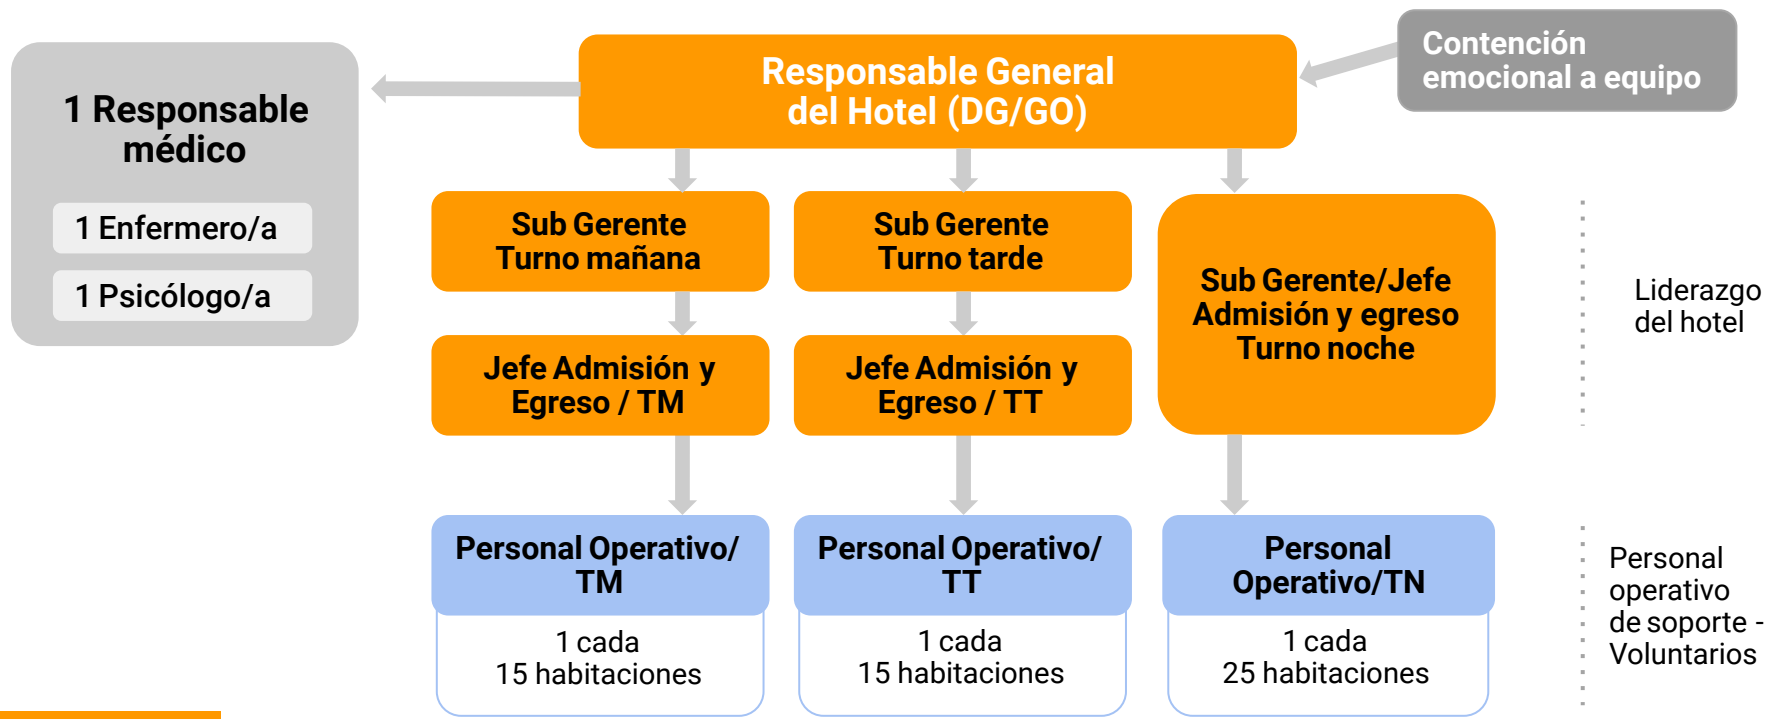 1 Responsable
médico
1 Enfermero/a
1 Psicólogo/a
Responsable General
del Hotel (DG/GO)
Contención
emocional a equipo
Sub Gerente
Turno mañana
Sub Gerente
Turno tarde
Sub Gerente/Jefe
Admisión y egreso
Turno noche
Jefe Admisión y
Egreso / TM
Jefe Admisión y
Egreso / TT
Liderazgo
del hotel
Personal Operativo/
TM
1 cada
15 habitaciones
Personal Operativo/
TT
1 cada
15 habitaciones
Personal
Operativo/TN
1 cada
25 habitaciones
Personal
operativo
de soporte -
Voluntarios